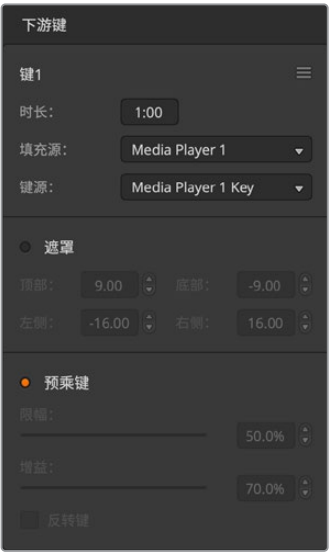 下游键
键1
时长： 1:00
填充源： Media Player 1
键源： Media Player 1 Key
遮罩
顶部： 9.00 底部： -9.00
左侧： -16.00 右侧： 16.00
预乘键
限幅：
50.0%
增益：
70.0%
反转键